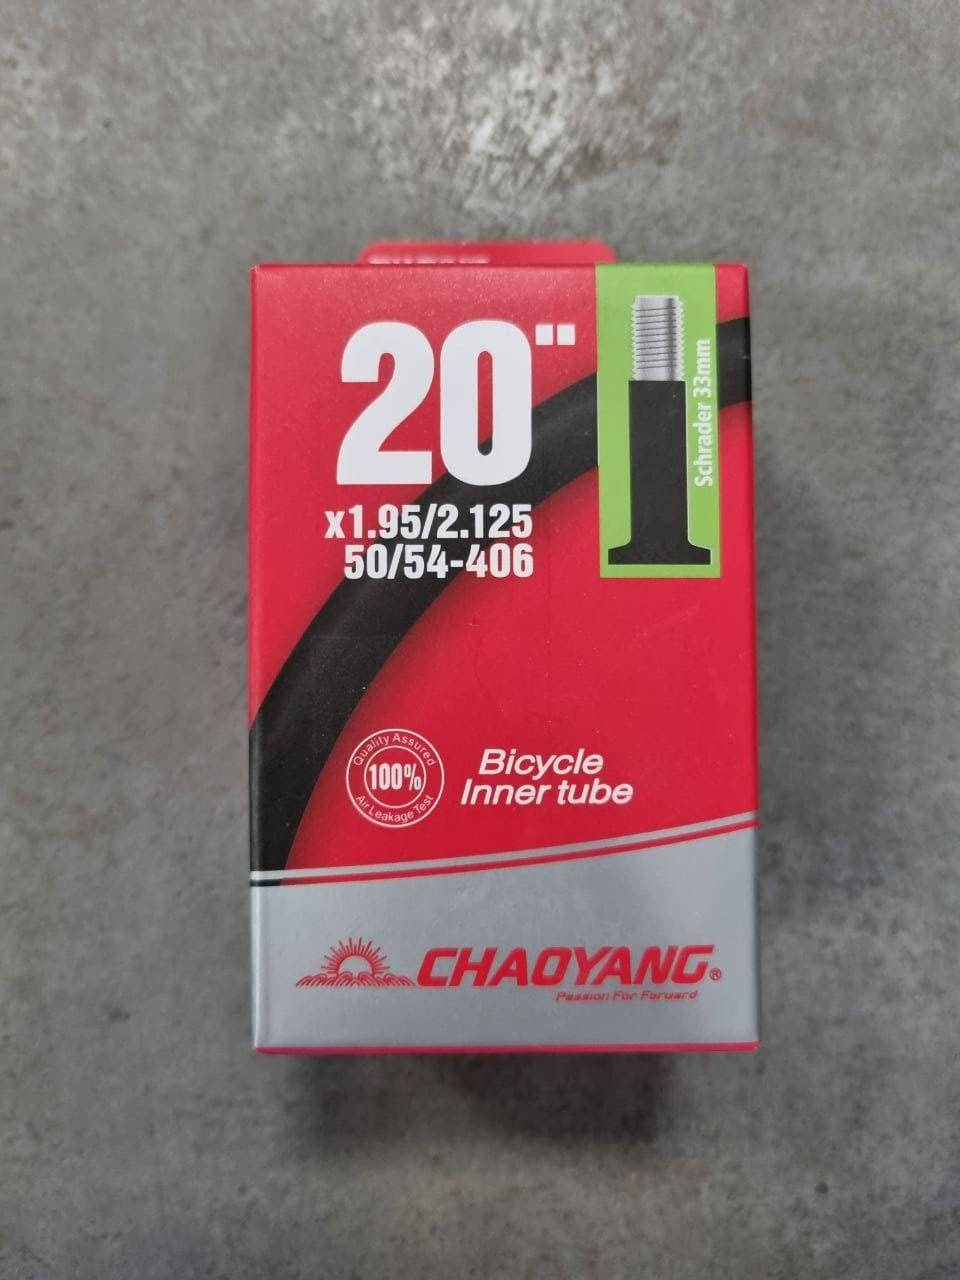 20"
x1.95/2.125
50/54-406
Schrader 33mm
Quality Assured
100%
Air Leakage Test
Bicycle
Inner tube
CHAOYANG®
Passion For Forward